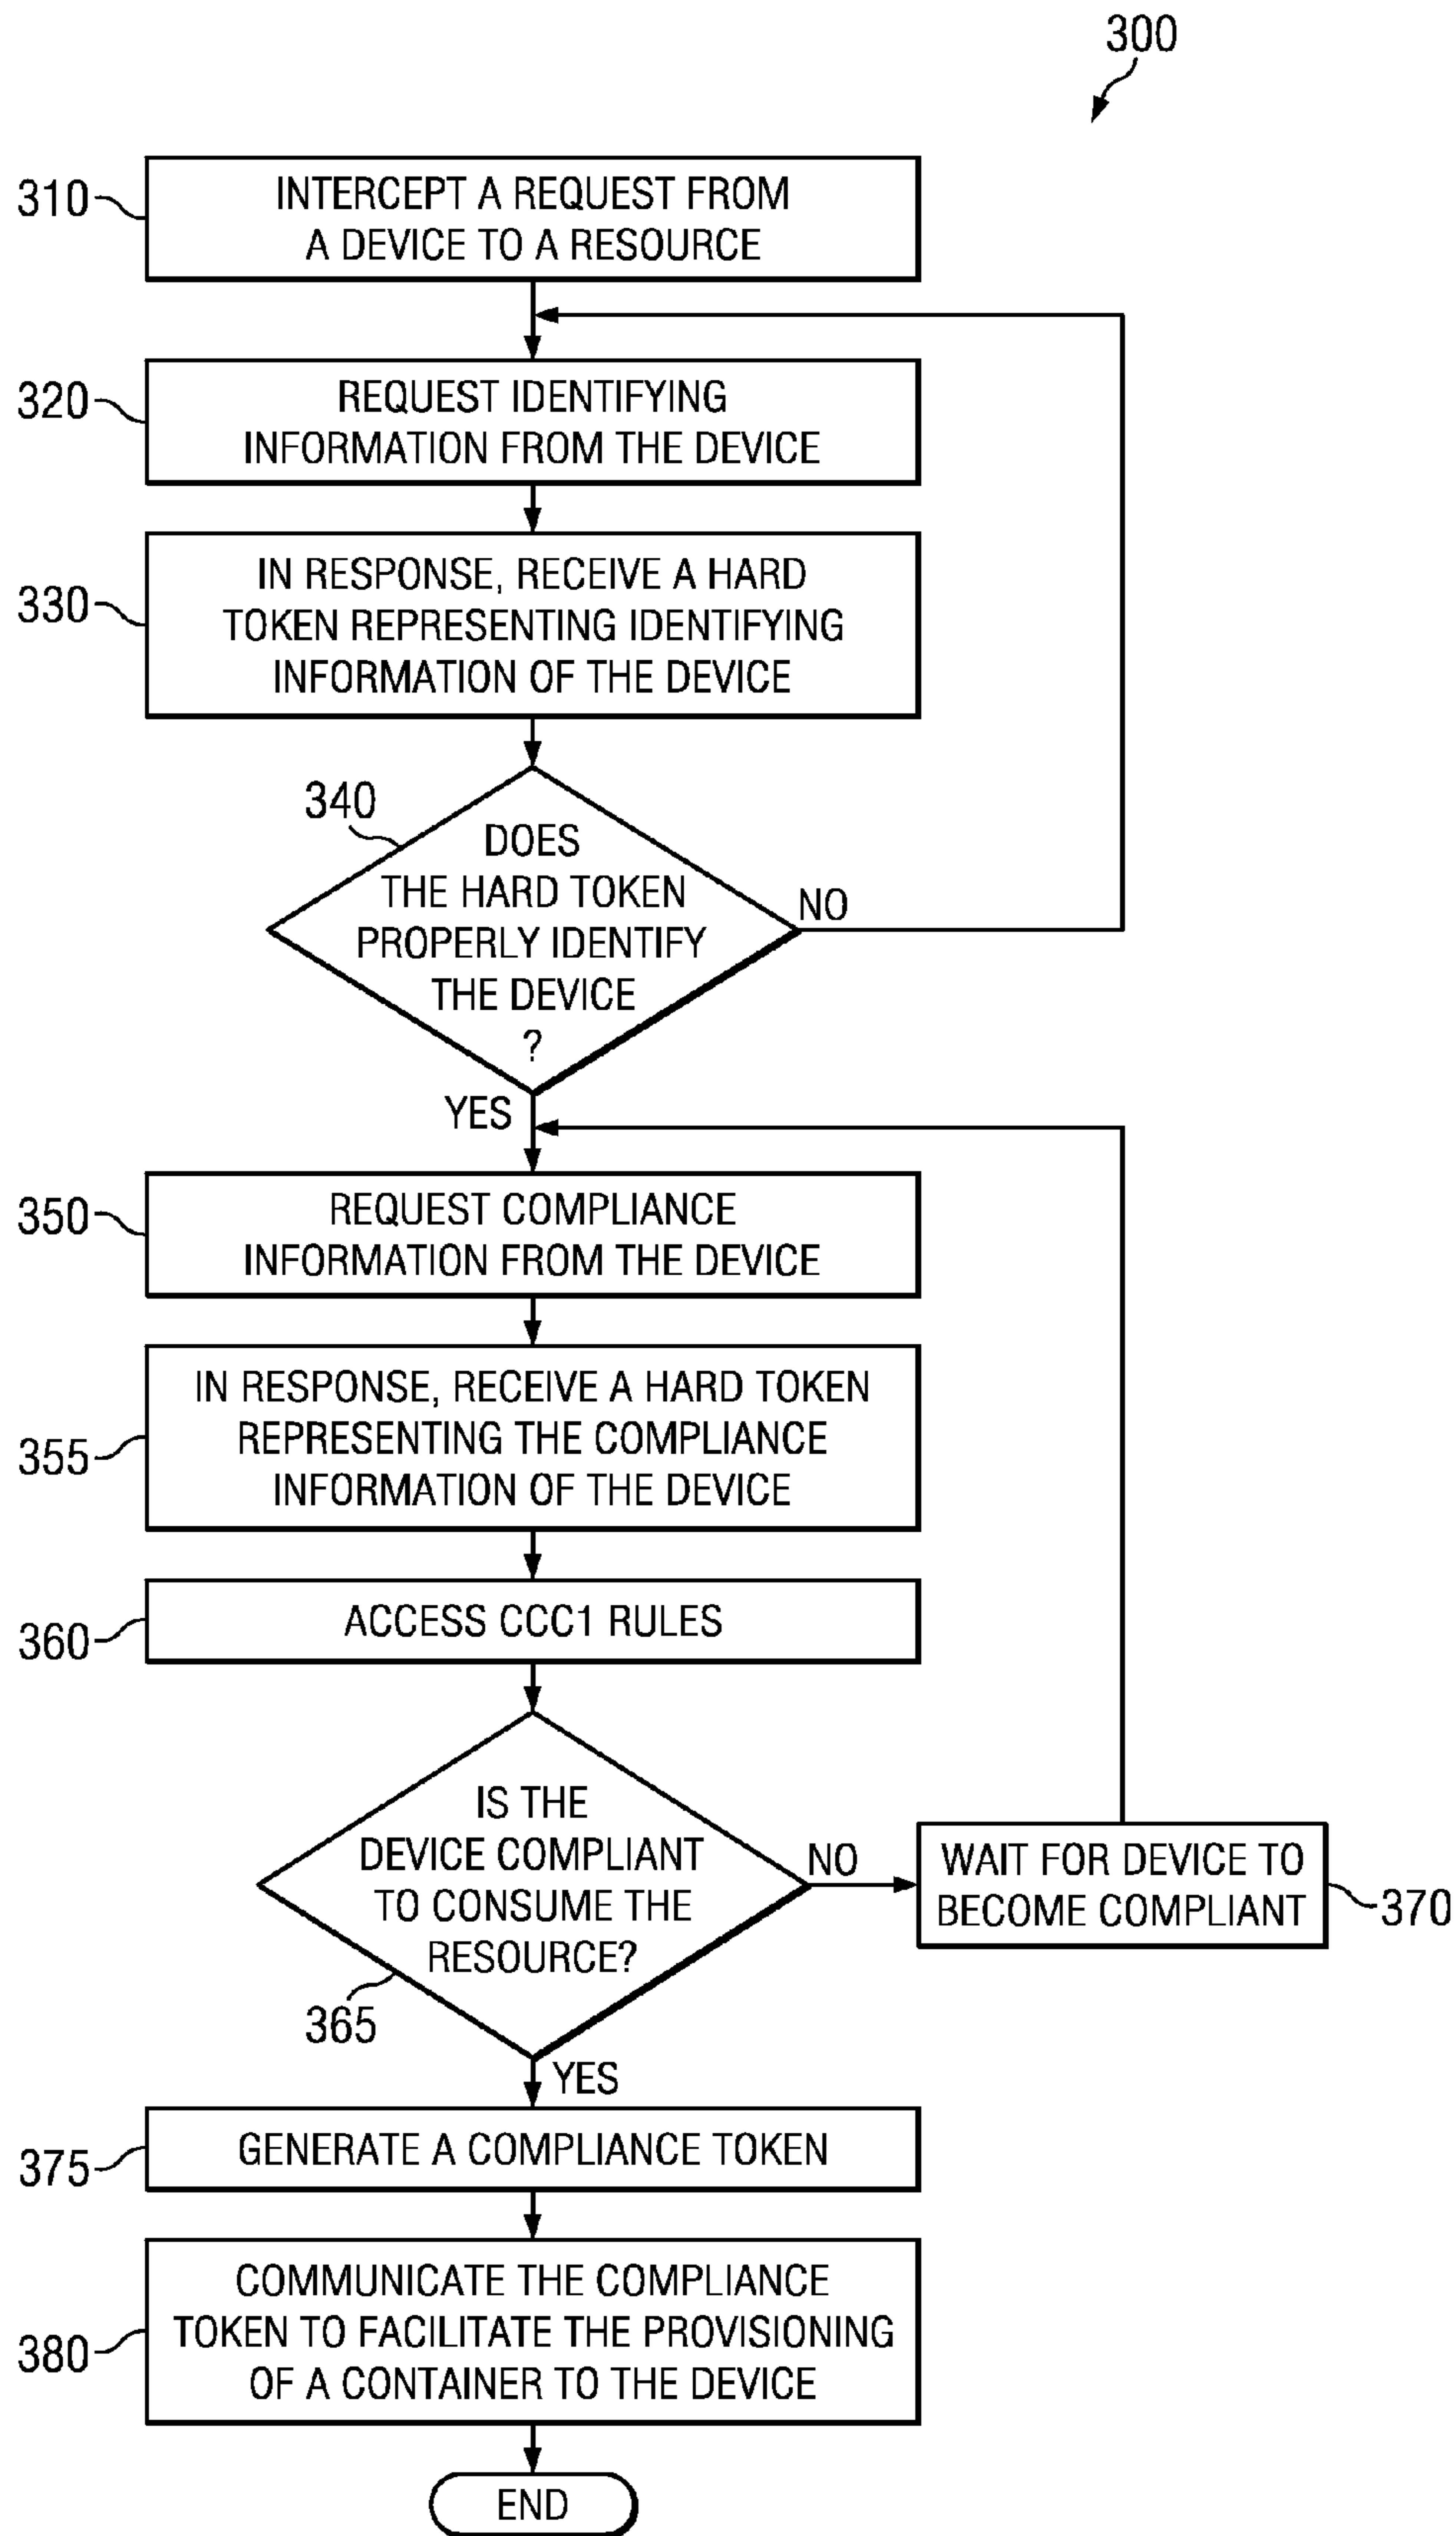 300
310
INTERCEPT A REQUEST FROM
A DEVICE TO A RESOURCE
320
REQUEST IDENTIFYING
INFORMATION FROM THE DEVICE
330
IN RESPONSE, RECEIVE A HARD
TOKEN REPRESENTING IDENTIFYING
INFORMATION OF THE DEVICE
340
DOES
THE HARD TOKEN
PROPERLY IDENTIFY
THE DEVICE
?
NO
YES
350
REQUEST COMPLIANCE
INFORMATION FROM THE DEVICE
355
IN RESPONSE, RECEIVE A HARD TOKEN
REPRESENTING THE COMPLIANCE
INFORMATION OF THE DEVICE
360
ACCESS CCC1 RULES
IS THE
DEVICE COMPLIANT
TO CONSUME THE
RESOURCE?
365
NO
WAIT FOR DEVICE TO
BECOME COMPLIANT
370
YES
375
GENERATE A COMPLIANCE TOKEN
380
COMMUNICATE THE COMPLIANCE
TOKEN TO FACILITATE THE PROVISIONING
OF A CONTAINER TO THE DEVICE
END